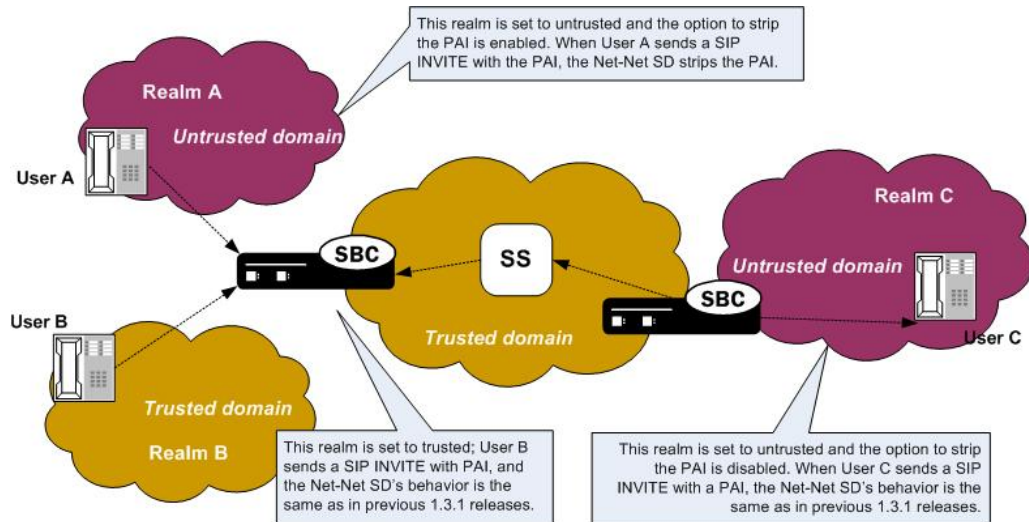 This realm is set to untrusted and the option to strip
the PAI is enabled. When User A sends a SIP
INVITE with the PAI, the Net-Net SD strips the PAI.
Realm A
Untrusted domain
User A
SBC
SS
Realm C
Untrusted domain
SBC
User C
User B
Trusted domain
Trusted domain
Realm B
This realm is set to trusted; User B
sends a SIP INVITE with PAI, and
the Net-Net SD's behavior is the
same as in previous 1.3.1 releases.
This realm is set to untrusted and the option to strip
the PAI is disabled. When User C sends a SIP
INVITE with a PAI, the Net-Net SD's behavior is the
same as in previous 1.3.1 releases.